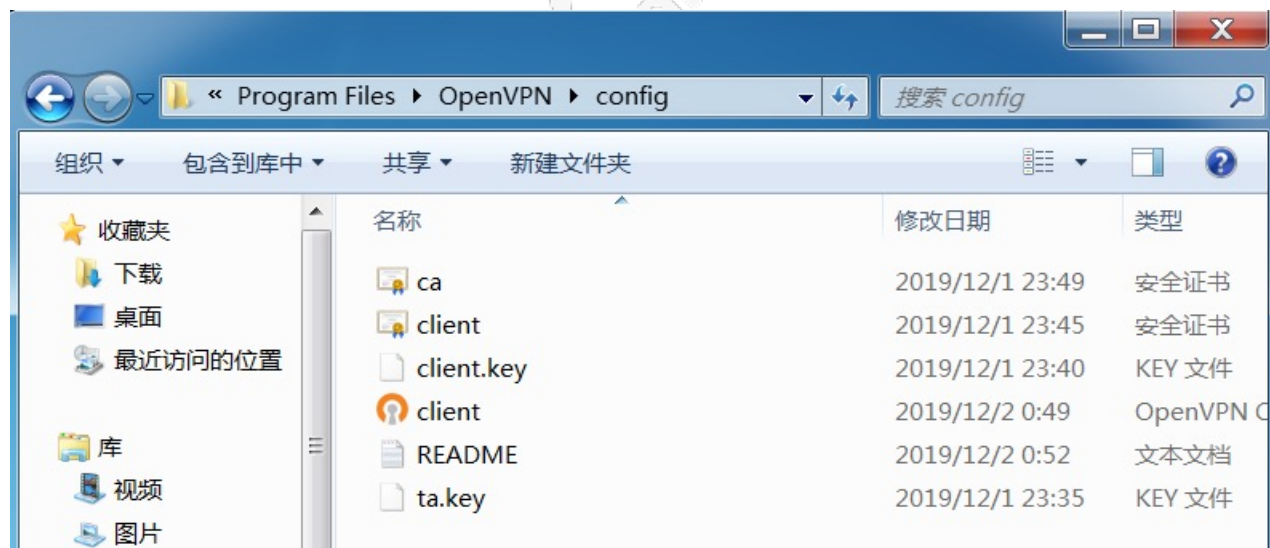 « Program Files ▸ OpenVPN ▸ config
搜索 config
组织 包含到库中 共享 新建文件夹
名称 修改日期 类型
收藏夹
下载
桌面
最近访问的位置
库
视频
图片
ca 2019/12/1 23:49 安全证书
client 2019/12/1 23:45 安全证书
client.key 2019/12/1 23:40 KEY 文件
client 2019/12/2 0:49 OpenVPN C
README 2019/12/2 0:52 文本文档
ta.key 2019/12/1 23:35 KEY 文件